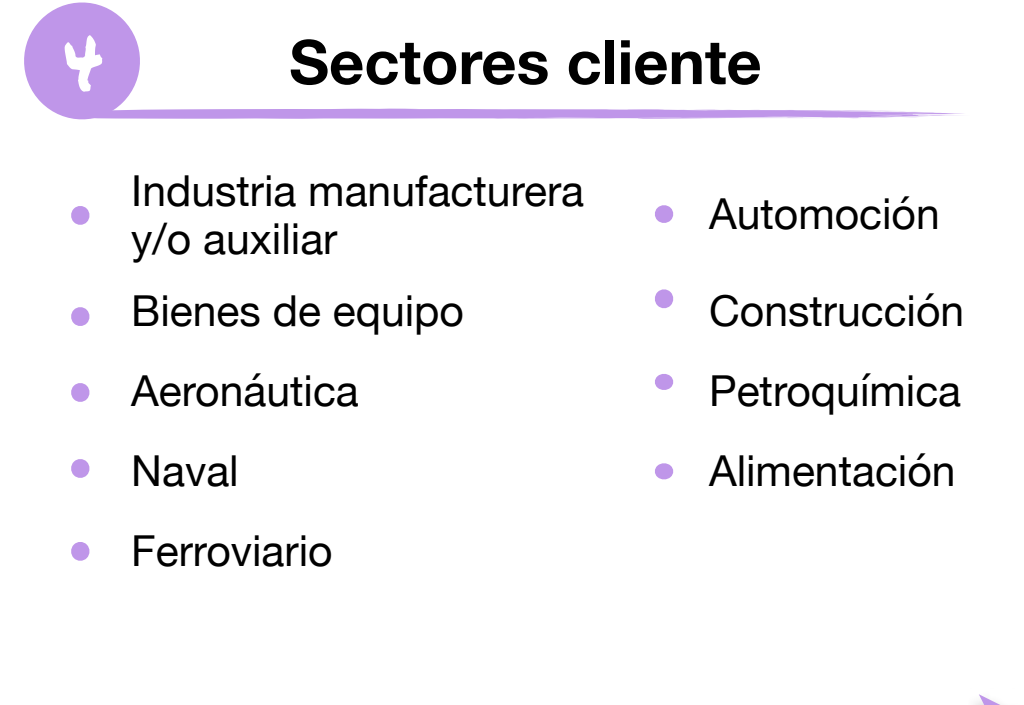 4
Sectores cliente
Industria manufacturera
y/o auxiliar
Bienes de equipo
Aeronáutica
Naval
Ferroviario
Automoción
Construcción
Petroquímica
Alimentación